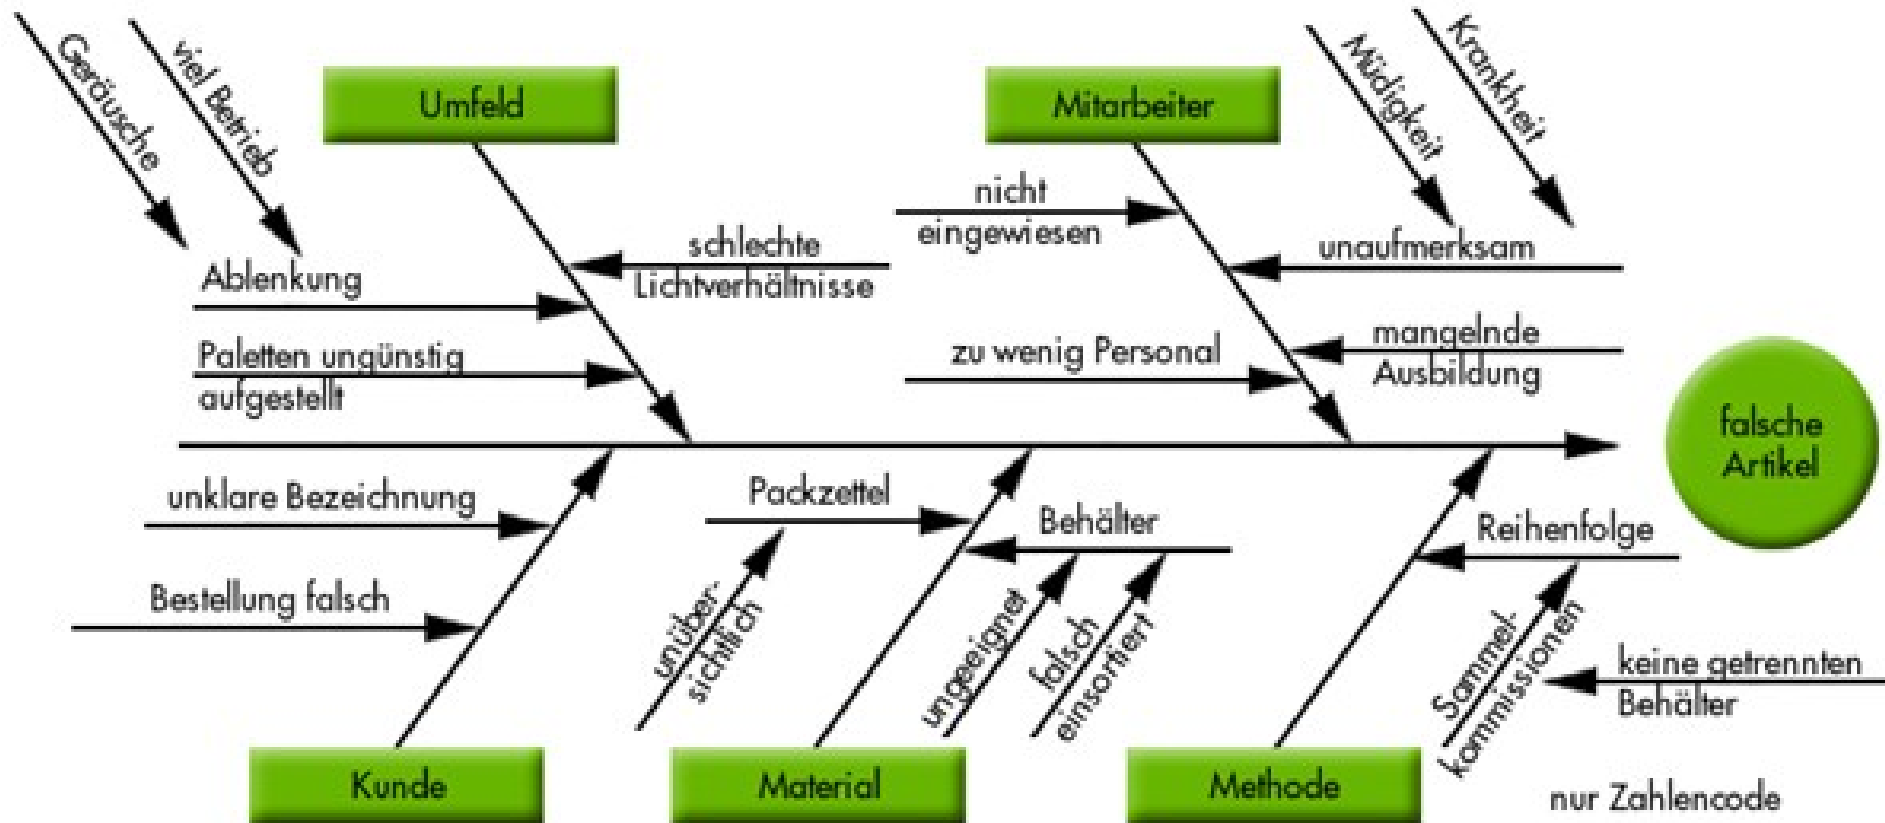 Geräusche
viel Betrieb
Umfeld
Mitarbeiter
Müdigkeit
Krankheit
nicht
eingewiesen
schlechte
Lichtverhältnisse
unaufmerksam
Ablenkung
Paletten ungünstig
aufgestellt
zu wenig Personal
mangelnde
Ausbildung
falsche
Artikel
unklare Bezeichnung
Packzettel
Behälter
Reihenfolge
Bestellung falsch
unüber-
sichtlich
ungeeignet
falsch
einsortiert
Sammel-
kommissionen
keine getrennten
Behälter
Kunde
Material
Methode
nur Zahlencode